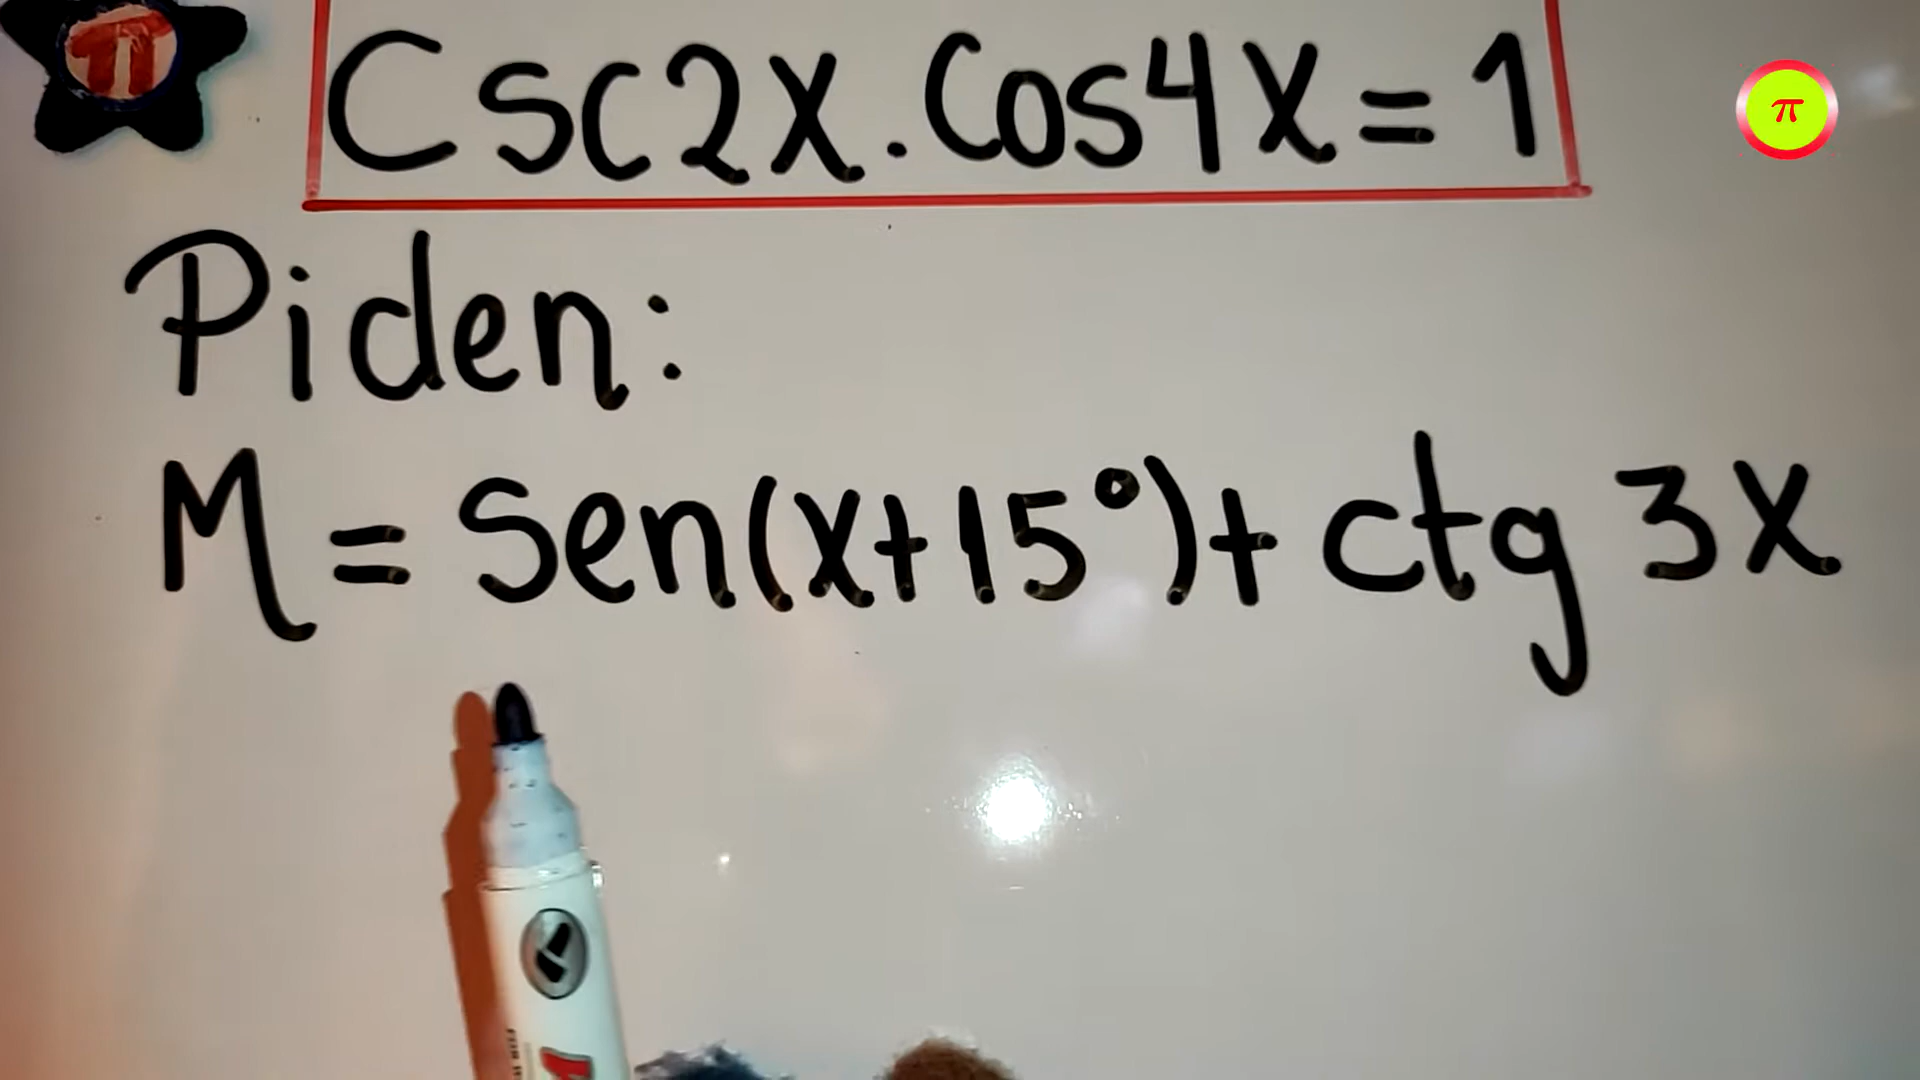 π
Csc2x.Cos4x=1
π
Piden:
M = Sen(x+15°)+ ctg 3x